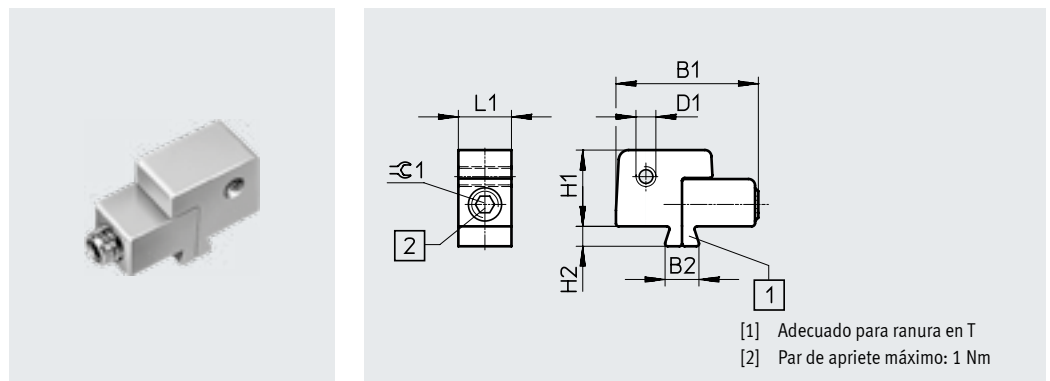 B1
L1
D1
1
H1
2
H2
B2
1
[1] Adecuado para ranura en T
[2] Par de apriete máximo: 1 Nm